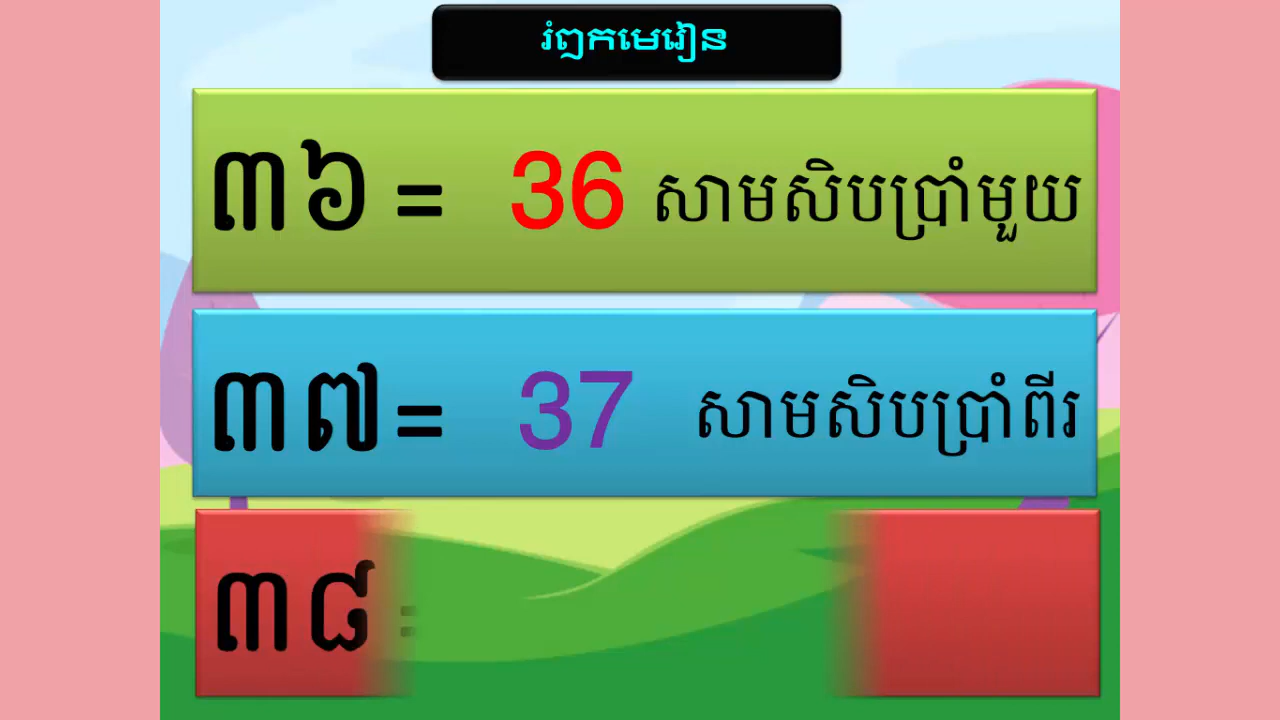 រំឭកមេរៀន
៣៦ = 36 សាមសិបប្រាំមួយ
៣៧ = 37 សាមសិបប្រាំពីរ
៣៨ =